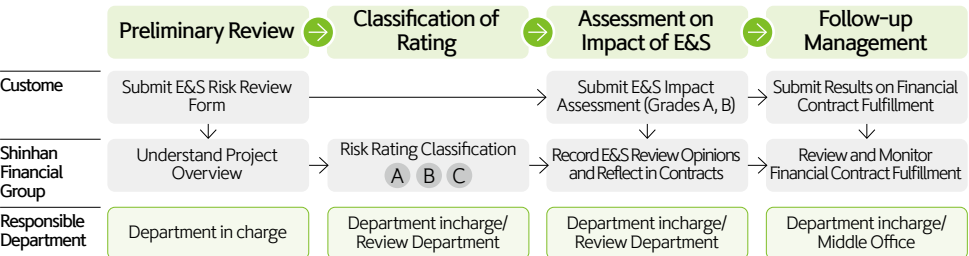 Preliminary Review
Classification of
Rating
Assessment on
Impact of E&S
Follow-up
Management
Custome
Submit E&S Risk Review
Form
Submit E&S Impact
Assessment (Grades A, B)
Submit Results on Financial
Contract Fulfillment
Shinhan
Financial
Group
Understand Project
Overview
Risk Rating Classification
A B C
Record E&S Review Opinions
and Reflect in Contracts
Review and Monitor
Financial Contract Fulfillment
Responsible
Department
Department in charge
Department incharge/
Review Department
Department incharge/
Review Department
Department incharge/
Middle Office